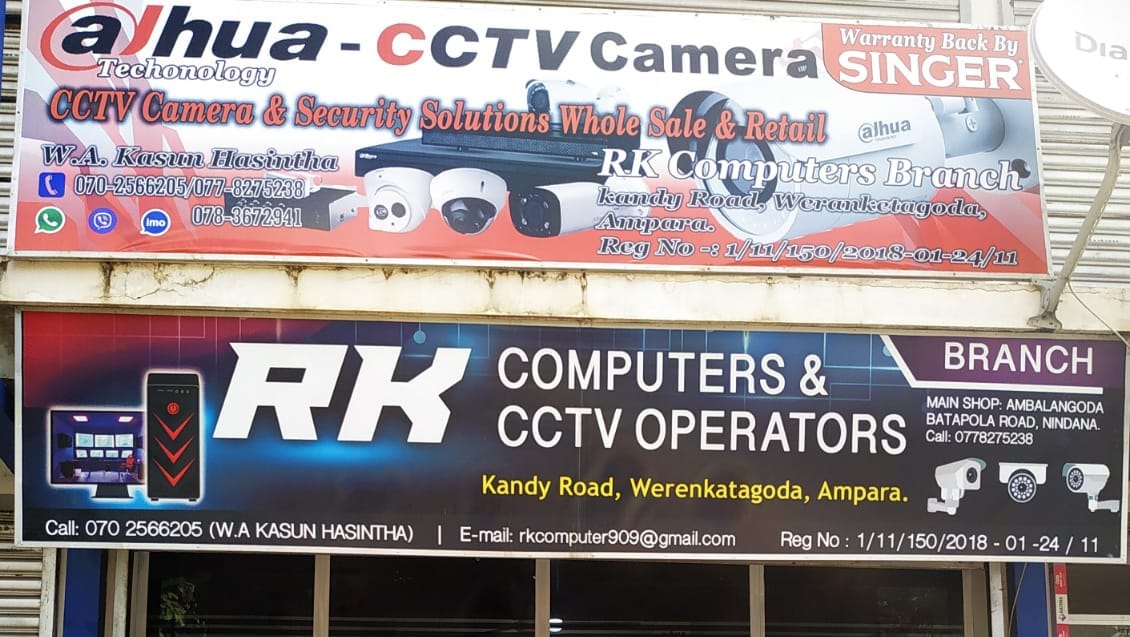 alhua - CCTV Camera
Techonology
Warranty Back By
SINGER
CCTV Camera & Security Solutions Whole Sale & Retail
W.A. Kasun Hasintha
070-2566205/077-8275238
078-3672941
imo
alhua
RK Computers Branch
kandy Road, Weranketagoda,
Ampara.
Reg No -: 1/11/150/2018-01-24/11
RK
COMPUTERS &
CCTV OPERATORS
Kandy Road, Werenkatagoda, Ampara.
BRANCH
MAIN SHOP: AMBALANGODA
BATAPOLA ROAD, NINDANA.
Call: 0778275238
Call: 070 2566205 (W.A KASUN HASINTHA) | E-mail: rkcomputer909@gmail.com Reg No : 1/11/150/2018 - 01 -24 / 11